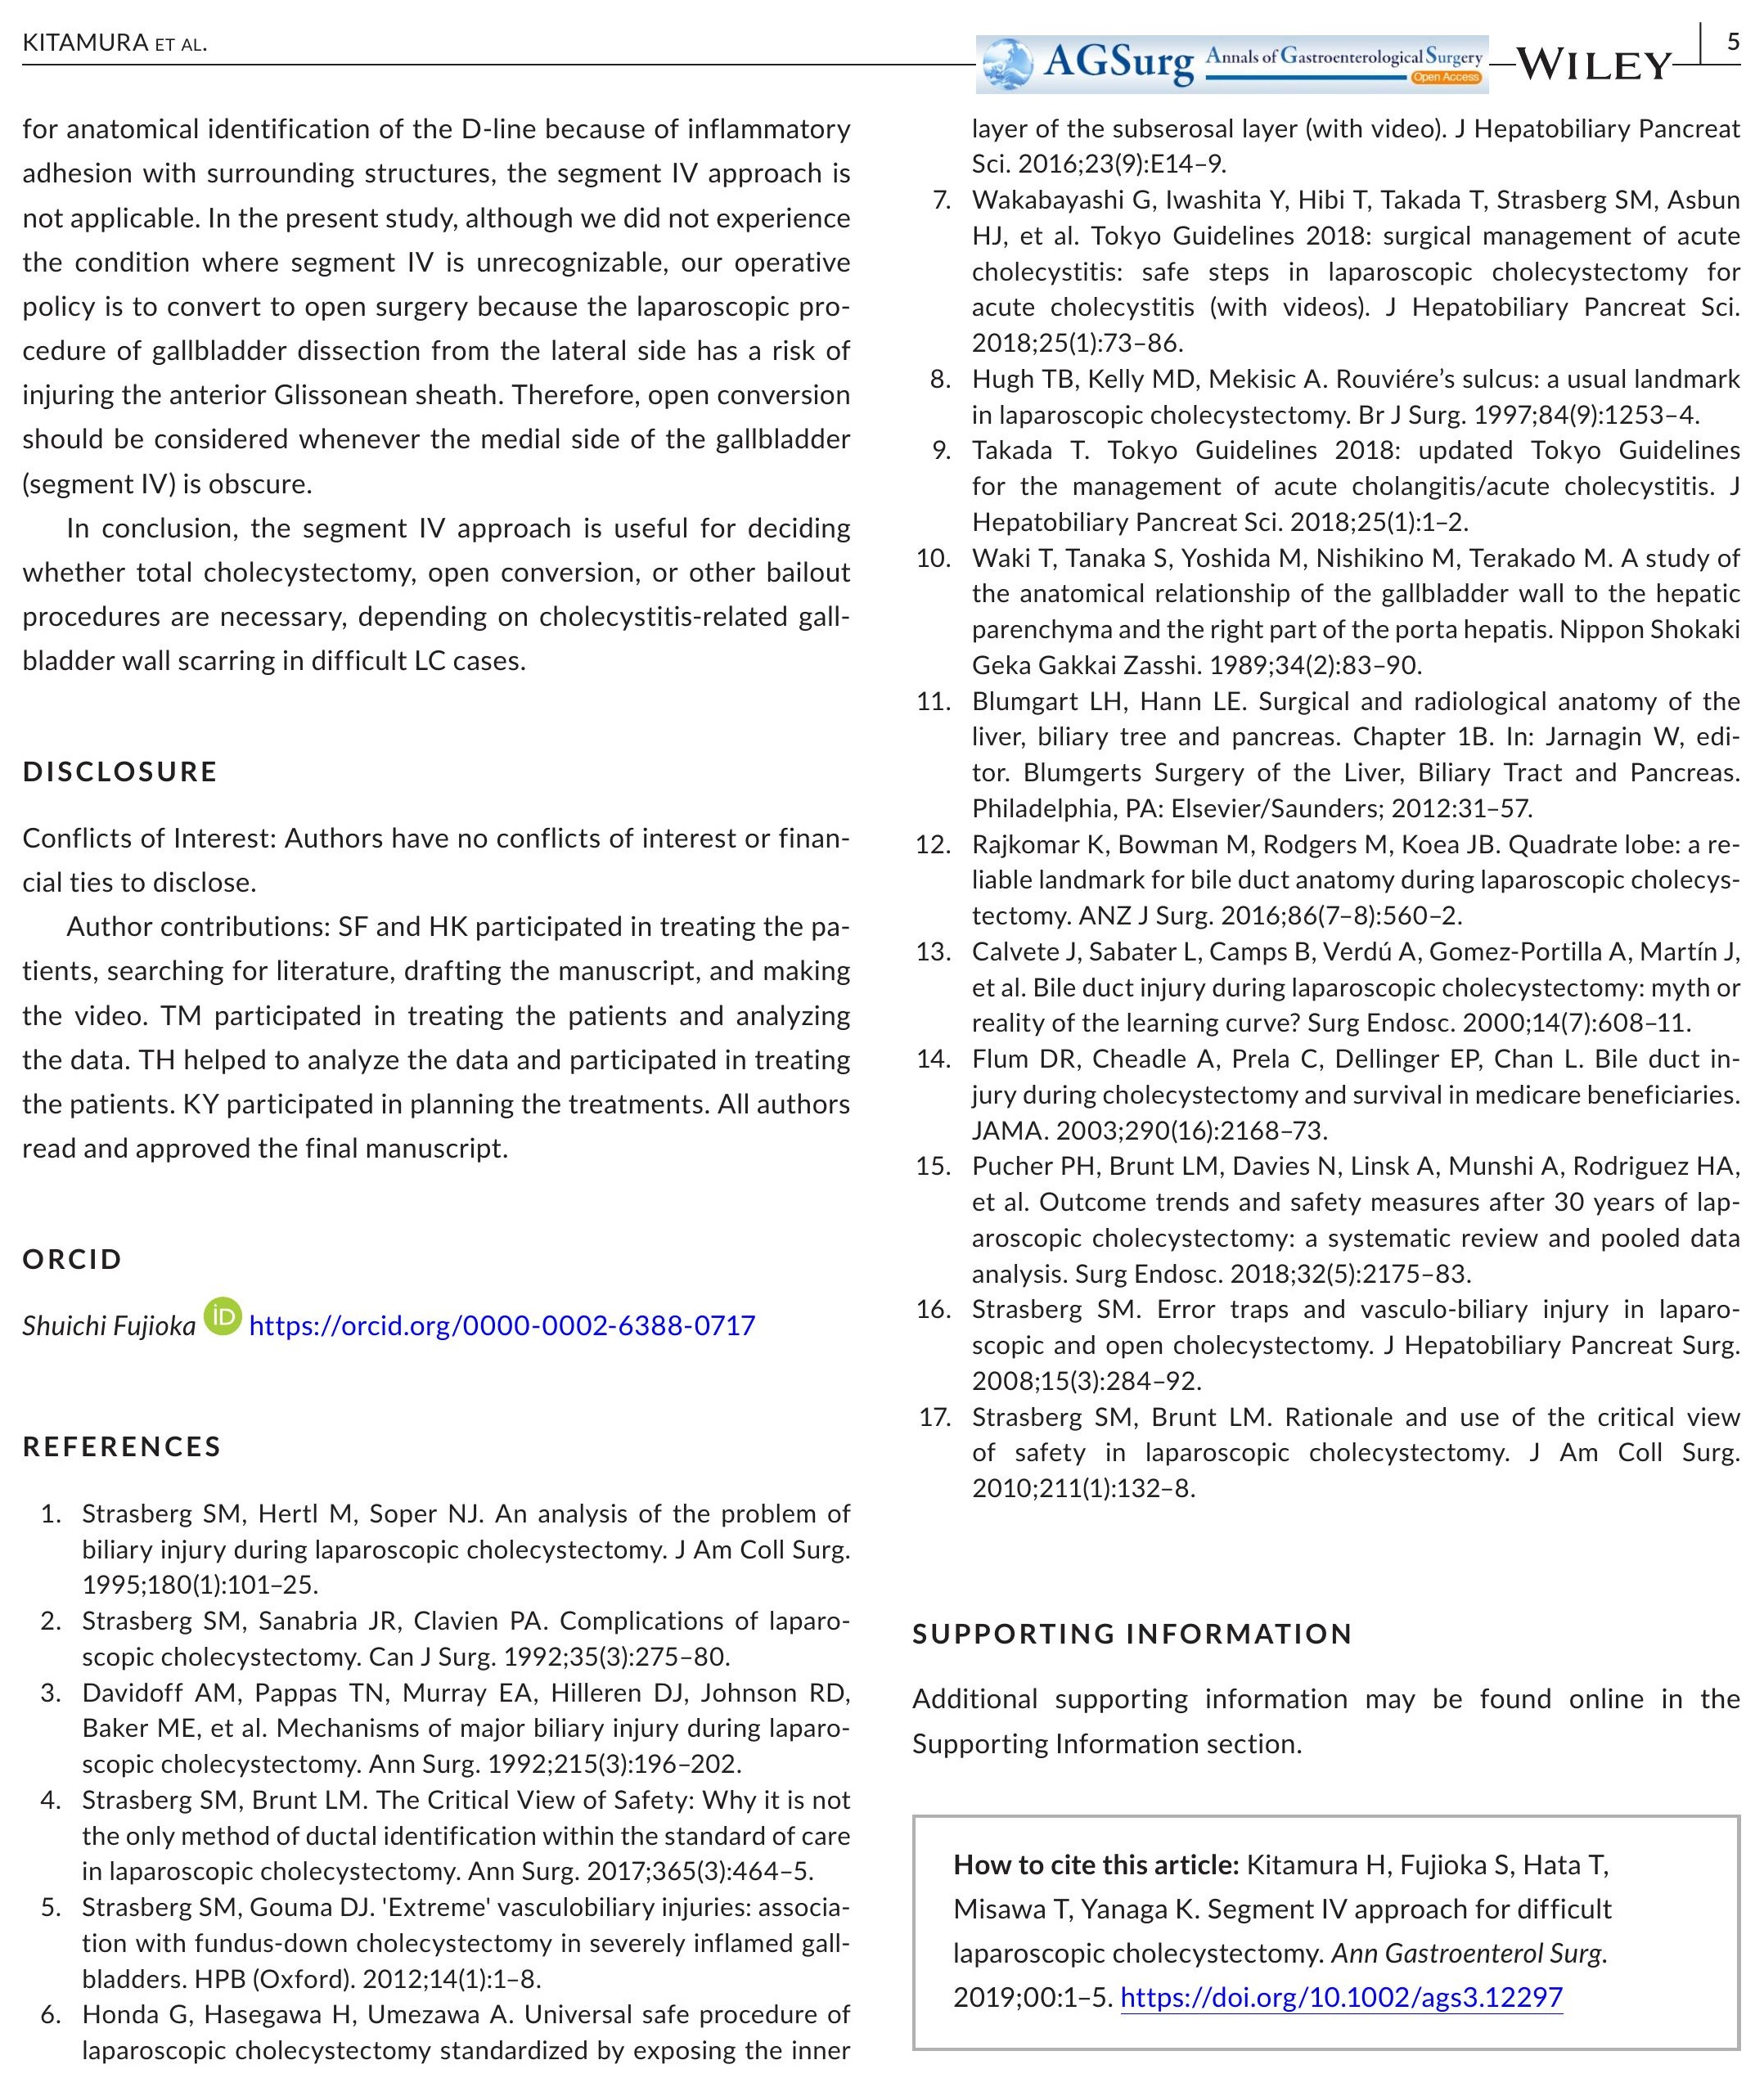 KITAMURA ET AL.
AGSurg Annals of Gastroenterological Surgery
Open Access
WILEY
5
for anatomical identification of the D-line because of inflammatory
adhesion with surrounding structures, the segment IV approach is
not applicable. In the present study, although we did not experience
the condition where segment IV is unrecognizable, our operative
policy is to convert to open surgery because the laparoscopic pro-
cedure of gallbladder dissection from the lateral side has a risk of
injuring the anterior Glissonean sheath. Therefore, open conversion
should be considered whenever the medial side of the gallbladder
(segment IV) is obscure.
In conclusion, the segment IV approach is useful for deciding
whether total cholecystectomy, open conversion, or other bailout
procedures are necessary, depending on cholecystitis-related gall-
bladder wall scarring in difficult LC cases.
DISCLOSURE
Conflicts of Interest: Authors have no conflicts of interest or finan-
cial ties to disclose.
Author contributions: SF and HK participated in treating the pa-
tients, searching for literature, drafting the manuscript, and making
the video. TM participated in treating the patients and analyzing
the data. TH helped to analyze the data and participated in treating
the patients. KY participated in planning the treatments. All authors
read and approved the final manuscript.
ORCID
Shuichi Fujioka iD https://orcid.org/0000-0002-6388-0717
REFERENCES
1. Strasberg SM, Hertl M, Soper NJ. An analysis of the problem of
biliary injury during laparoscopic cholecystectomy. J Am Coll Surg.
1995;180(1):101–25.
2. Strasberg SM, Sanabria JR, Clavien PA. Complications of laparo-
scopic cholecystectomy. Can J Surg. 1992;35(3):275–80.
3. Davidoff AM, Pappas TN, Murray EA, Hilleren DJ, Johnson RD,
Baker ME, et al. Mechanisms of major biliary injury during laparo-
scopic cholecystectomy. Ann Surg. 1992;215(3):196–202.
4. Strasberg SM, Brunt LM. The Critical View of Safety: Why it is not
the only method of ductal identification within the standard of care
in laparoscopic cholecystectomy. Ann Surg. 2017;365(3):464–5.
5. Strasberg SM, Gouma DJ. 'Extreme' vasculobiliary injuries: associa-
tion with fundus-down cholecystectomy in severely inflamed gall-
bladders. HPB (Oxford). 2012;14(1):1–8.
6. Honda G, Hasegawa H, Umezawa A. Universal safe procedure of
laparoscopic cholecystectomy standardized by exposing the inner
layer of the subserosal layer (with video). J Hepatobiliary Pancreat
Sci. 2016;23(9):E14–9.
7. Wakabayashi G, Iwashita Y, Hibi T, Takada T, Strasberg SM, Asbun
HJ, et al. Tokyo Guidelines 2018: surgical management of acute
cholecystitis: safe steps in laparoscopic cholecystectomy for
acute cholecystitis (with videos). J Hepatobiliary Pancreat Sci.
2018;25(1):73–86.
8. Hugh TB, Kelly MD, Mekisic A. Rouviére’s sulcus: a usual landmark
in laparoscopic cholecystectomy. Br J Surg. 1997;84(9):1253–4.
9. Takada T. Tokyo Guidelines 2018: updated Tokyo Guidelines
for the management of acute cholangitis/acute cholecystitis. J
Hepatobiliary Pancreat Sci. 2018;25(1):1–2.
10. Waki T, Tanaka S, Yoshida M, Nishikino M, Terakado M. A study of
the anatomical relationship of the gallbladder wall to the hepatic
parenchyma and the right part of the porta hepatis. Nippon Shokaki
Geka Gakkai Zasshi. 1989;34(2):83–90.
11. Blumgart LH, Hann LE. Surgical and radiological anatomy of the
liver, biliary tree and pancreas. Chapter 1B. In: Jarnagin W, edi-
tor. Blumgerts Surgery of the Liver, Biliary Tract and Pancreas.
Philadelphia, PA: Elsevier/Saunders; 2012:31–57.
12. Rajkomar K, Bowman M, Rodgers M, Koea JB. Quadrate lobe: a re-
liable landmark for bile duct anatomy during laparoscopic cholecys-
tectomy. ANZ J Surg. 2016;86(7–8):560–2.
13. Calvete J, Sabater L, Camps B, Verdú A, Gomez-Portilla A, Martín J,
et al. Bile duct injury during laparoscopic cholecystectomy: myth or
reality of the learning curve? Surg Endosc. 2000;14(7):608–11.
14. Flum DR, Cheadle A, Prela C, Dellinger EP, Chan L. Bile duct in-
jury during cholecystectomy and survival in medicare beneficiaries.
JAMA. 2003;290(16):2168–73.
15. Pucher PH, Brunt LM, Davies N, Linsk A, Munshi A, Rodriguez HA,
et al. Outcome trends and safety measures after 30 years of lap-
aroscopic cholecystectomy: a systematic review and pooled data
analysis. Surg Endosc. 2018;32(5):2175–83.
16. Strasberg SM. Error traps and vasculo-biliary injury in laparo-
scopic and open cholecystectomy. J Hepatobiliary Pancreat Surg.
2008;15(3):284–92.
17. Strasberg SM, Brunt LM. Rationale and use of the critical view
of safety in laparoscopic cholecystectomy. J Am Coll Surg.
2010;211(1):132–8.
SUPPORTING INFORMATION
Additional supporting information may be found online in the
Supporting Information section.
How to cite this article: Kitamura H, Fujioka S, Hata T,
Misawa T, Yanaga K. Segment IV approach for difficult
laparoscopic cholecystectomy. Ann Gastroenterol Surg.
2019;00:1–5. https://doi.org/10.1002/ags3.12297